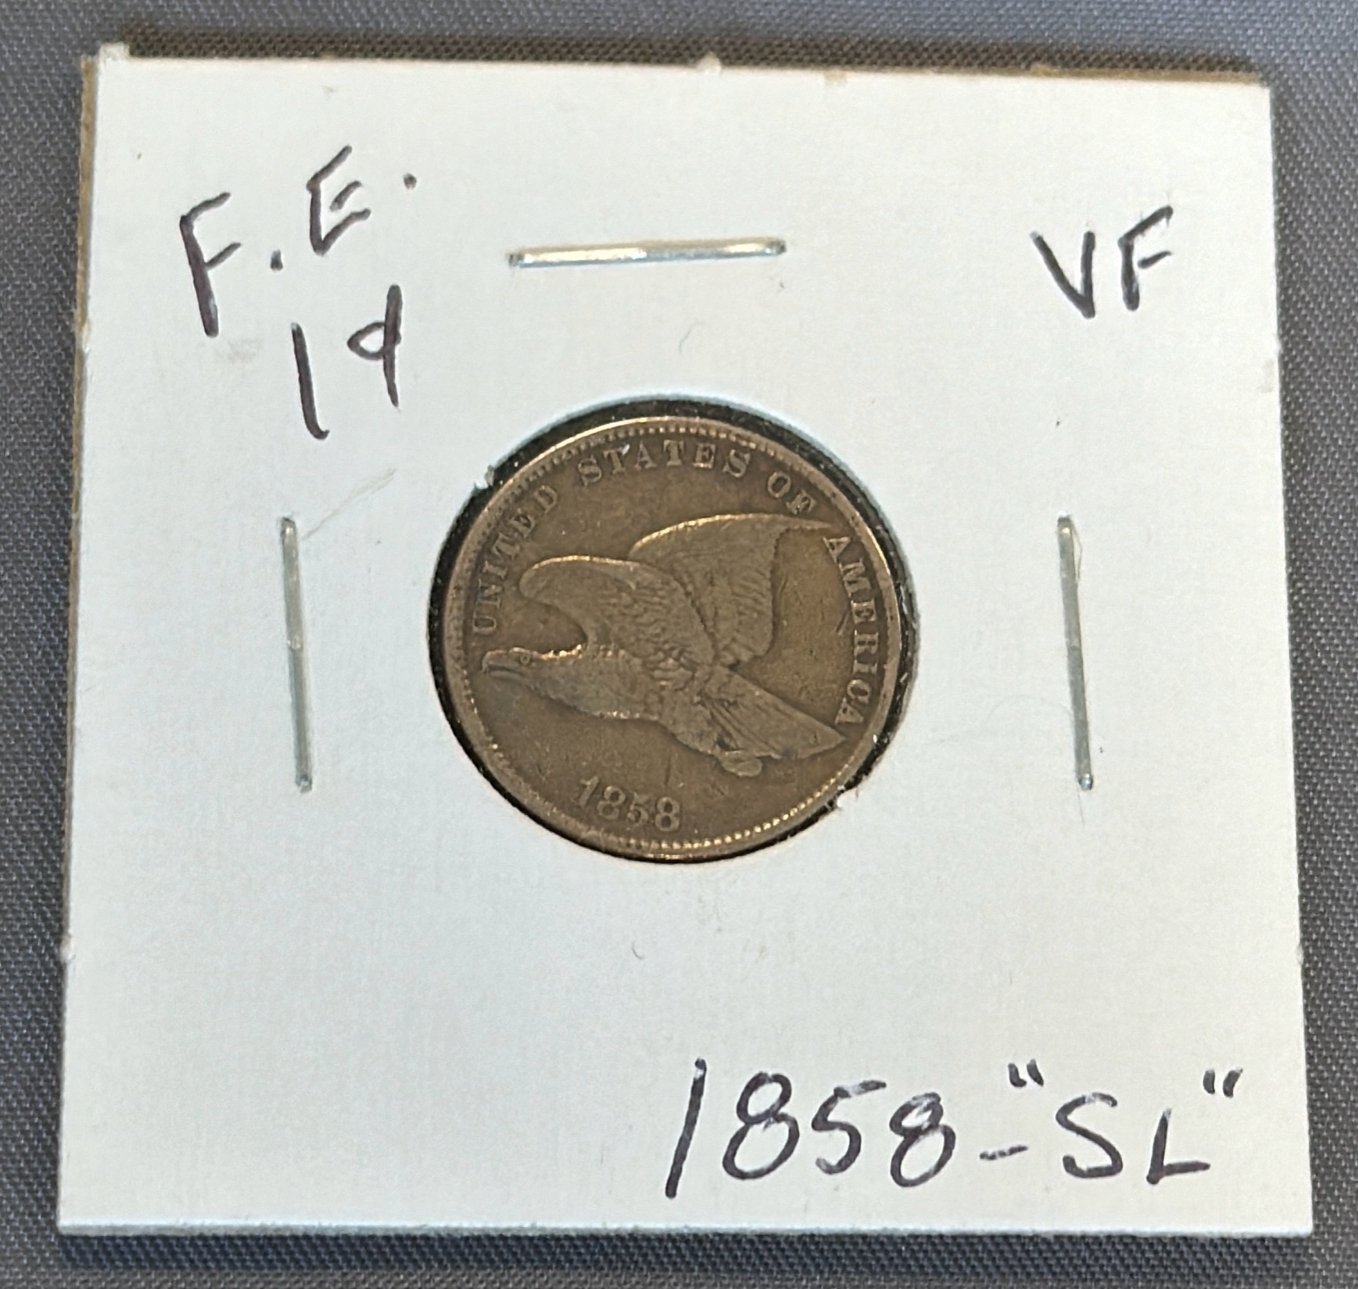 F.E.
VF
1¢
UNITED STATES OF AMERICA
1858
1858-"SL"